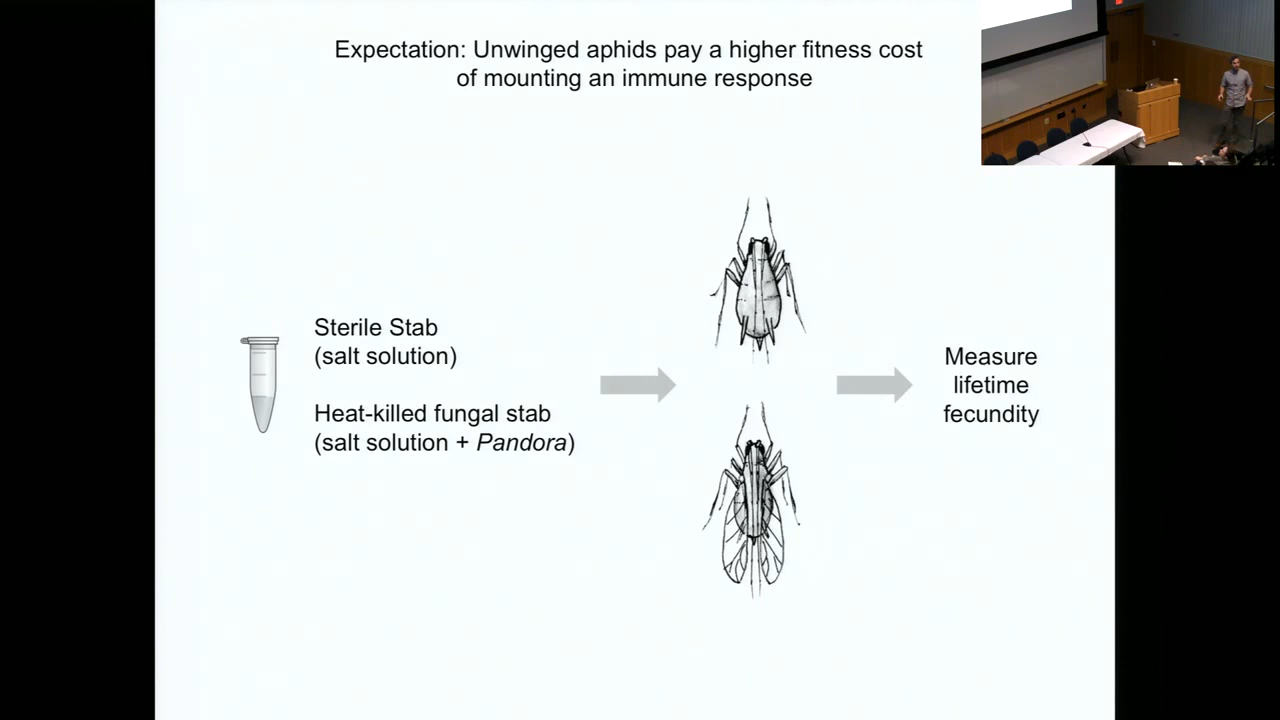 Expectation: Unwinged aphids pay a higher fitness cost
of mounting an immune response
Sterile Stab
(salt solution)
Heat-killed fungal stab
(salt solution + Pandora)
Measure
lifetime
fecundity